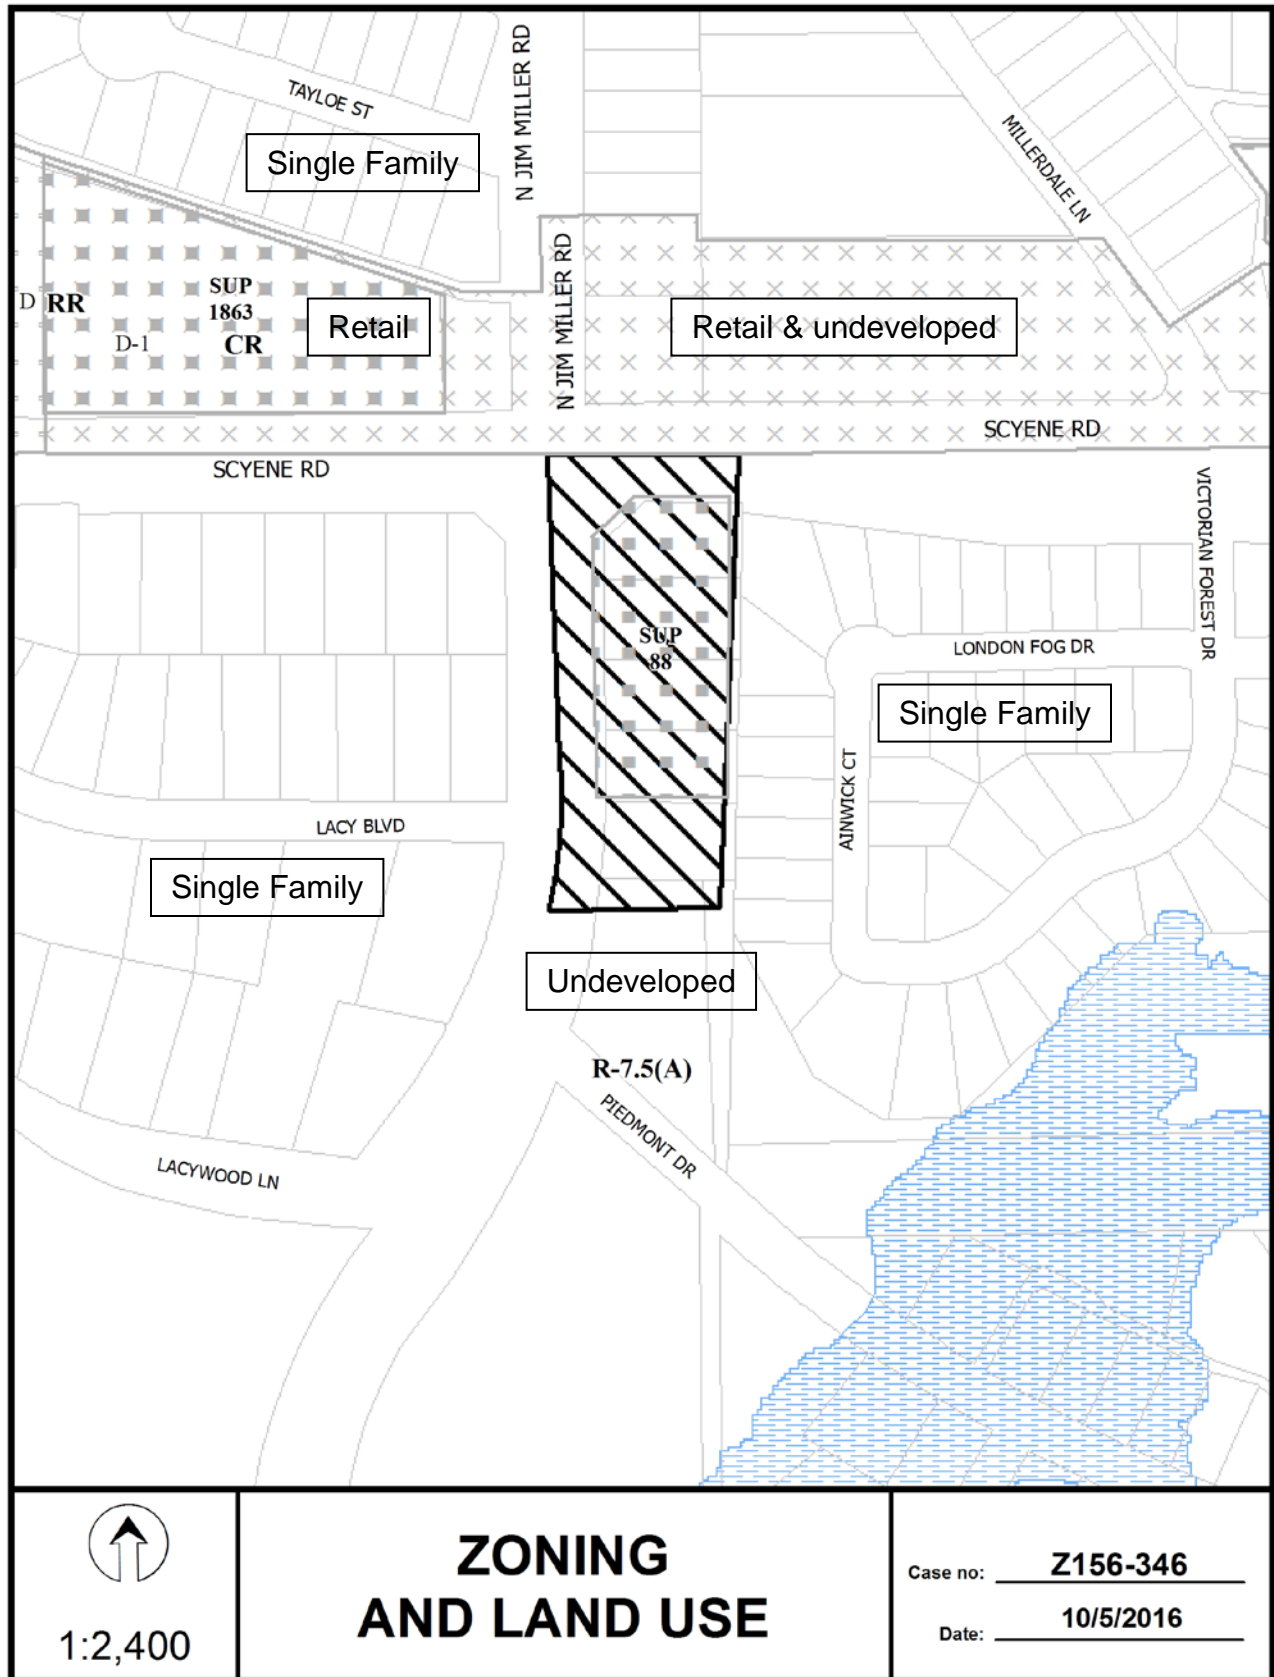 TAYLOE ST
N JIM MILLER RD
MILLERDALE LN
Single Family
N JIM MILLER RD
D RR
SUP
1863
D-1
CR
Retail
Retail & undeveloped
SCYENE RD
SCYENE RD
VICTORIAN FOREST DR
SUP
88
LONDON FOG DR
Single Family
AINWICK CT
LACY BLVD
Single Family
Undeveloped
R-7.5(A)
PIEDMONT DR
LACYWOOD LN
1:2,400
ZONING
AND LAND USE
Case no: Z156-346
Date: 10/5/2016